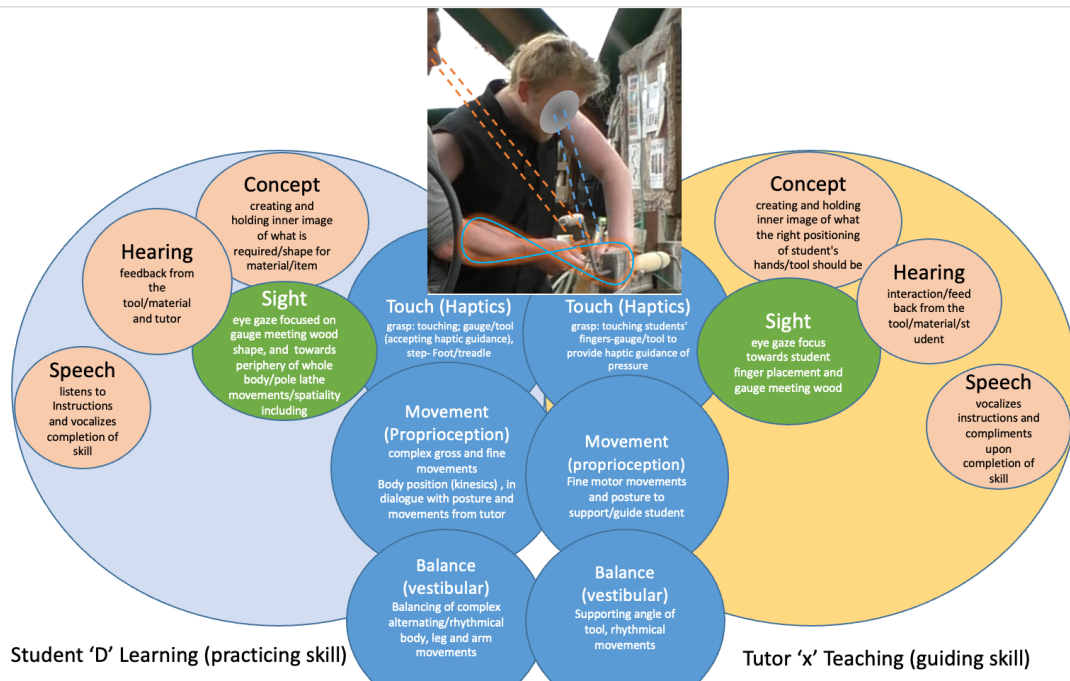 Concept
creating and
holding inner image
of what is
required/shape for
material/item
Hearing
feedback from
the
tool/material
and tutor
Sight
eye gaze focused on
gauge meeting wood
shape, and towards
periphery of whole
body/pole lathe
movements/spatiality
including
Speech
listens to
Instructions
and vocalizes
completion of
skill
Touch (Haptics)
grasp: touching; gauge/tool
(accepting haptic guidance),
step- Foot/treadle
Movement
(Proprioception)
complex gross and fine
movements
Body position (kinesics) , in
dialogue with posture and
movements from tutor
Balance
(vestibular)
Balancing of complex
alternating/rhythmical
body, leg and arm
movements
Student ‘D’ Learning (practicing skill)
Touch (Haptics)
grasp: touching students'
fingers-gauge/tool to
provide haptic guidance of
pressure
Movement
(proprioception)
Fine motor movements
and posture to
support/guide student
Balance
(vestibular)
Supporting angle of
tool, rhythmical
movements
Concept
creating and holding
inner image of what
the right positioning
of student's
hands/tool should be
Hearing
interaction/feed
back from the
tool/material/st
udent
Sight
eye gaze focus
towards student
finger placement and
gauge meeting wood
Speech
vocalizes
instructions and
compliments
upon
completion of
skill
Tutor ‘x’ Teaching (guiding skill)